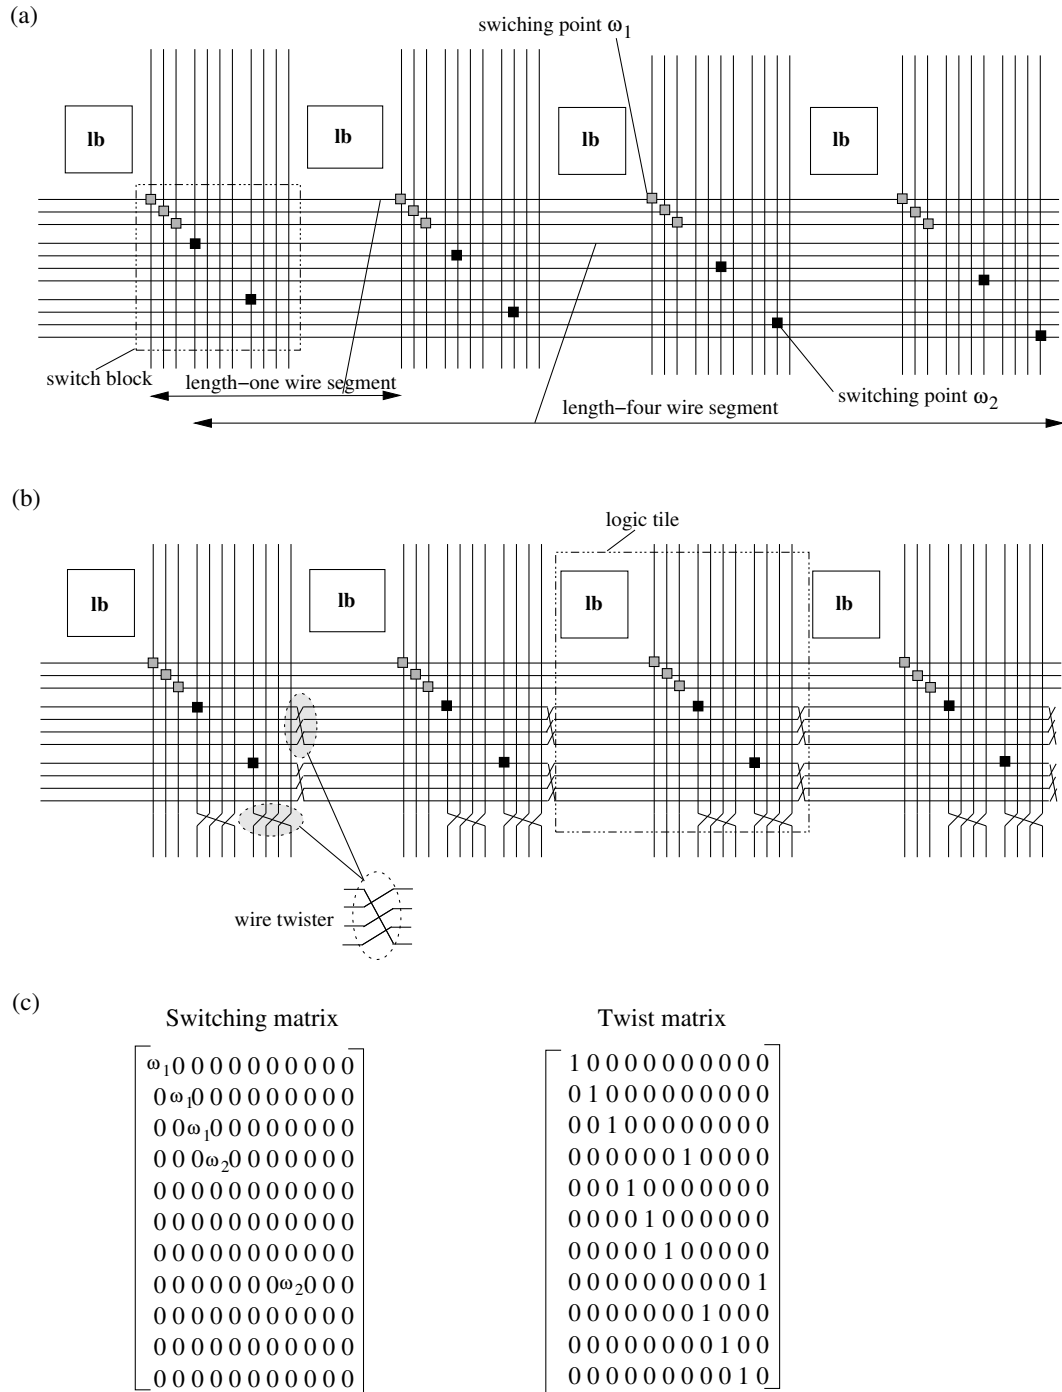 (a)
swiching point ω1
lb lb lb lb
switch block
length−one wire segment
length−four wire segment
switching point ω2
(b)
logic tile
lb lb lb lb
wire twister
(c)
Switching matrix
ω1 0 0 0 0 0 0 0 0 0 0
0 ω1 0 0 0 0 0 0 0 0 0
0 0 ω1 0 0 0 0 0 0 0 0
0 0 0 ω2 0 0 0 0 0 0 0
0 0 0 0 0 0 0 0 0 0 0
0 0 0 0 0 0 0 0 0 0 0
0 0 0 0 0 0 0 0 0 0 0
0 0 0 0 0 0 0 ω2 0 0 0
0 0 0 0 0 0 0 0 0 0 0
0 0 0 0 0 0 0 0 0 0 0
0 0 0 0 0 0 0 0 0 0 0
Twist matrix
1 0 0 0 0 0 0 0 0 0 0
0 1 0 0 0 0 0 0 0 0 0
0 0 1 0 0 0 0 0 0 0 0
0 0 0 0 0 0 1 0 0 0 0
0 0 0 1 0 0 0 0 0 0 0
0 0 0 0 1 0 0 0 0 0 0
0 0 0 0 0 1 0 0 0 0 0
0 0 0 0 0 0 0 0 0 0 1
0 0 0 0 0 0 0 1 0 0 0
0 0 0 0 0 0 0 0 1 0 0
0 0 0 0 0 0 0 0 0 1 0